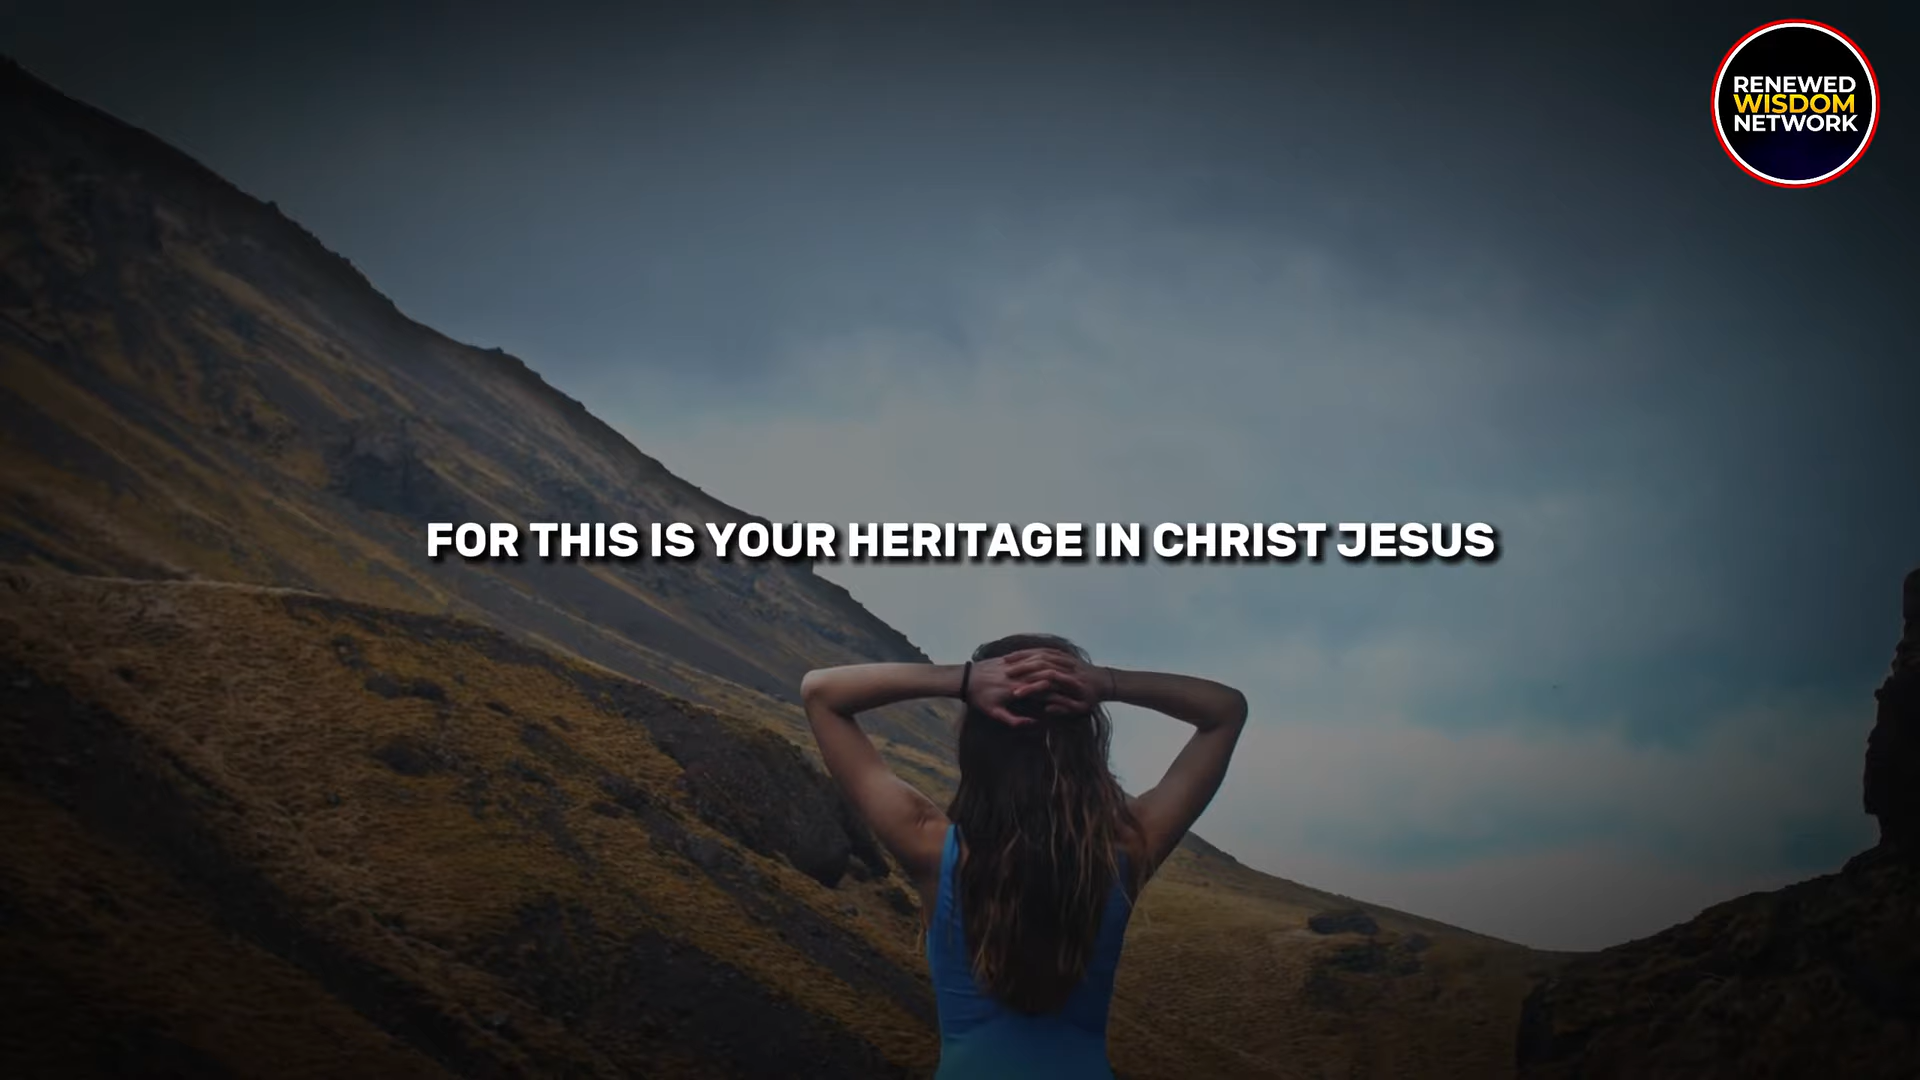 RENEWED
WISDOM
NETWORK
FOR THIS IS YOUR HERITAGE IN CHRIST JESUS